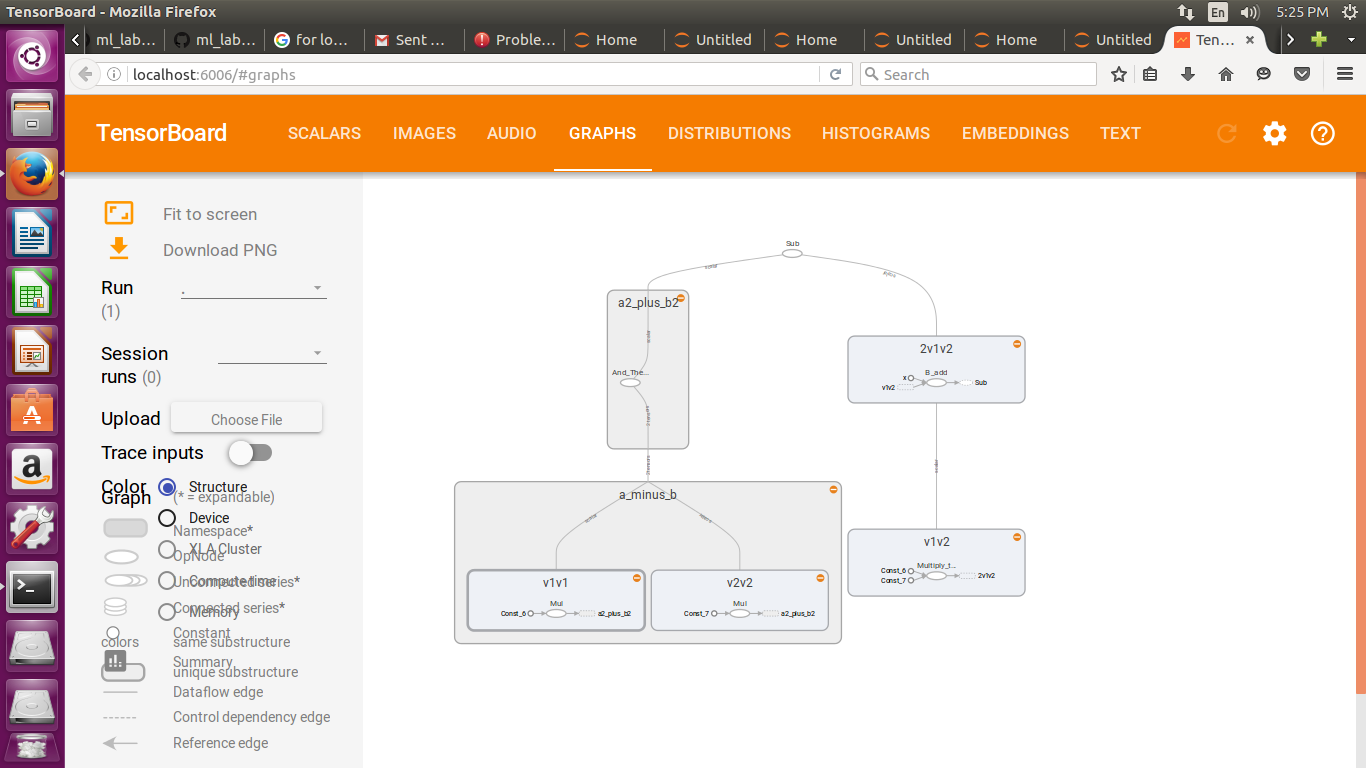 TensorBoard - Mozilla Firefox
En
5:25 PM
ml_lab...
ml_lab...
for lo...
Sent ...
Proble...
Home
Untitled
Home
Untitled
Home
Untitled
Ten...
localhost:6006/#graphs
Search
TensorBoard
SCALARS
IMAGES
AUDIO
GRAPHS
DISTRIBUTIONS
HISTOGRAMS
EMBEDDINGS
TEXT
Fit to screen
Download PNG
Run
(1)
.
Session
runs (0)
Upload
Choose File
Trace inputs
Color
Structure
Graph
(* = expandable)
Device
Namespace*
XLA Cluster
OpNode
Compute time
Unconnected series*
Connected series*
Memory
Constant
colors
same substructure
Summary
unique substructure
Dataflow edge
Control dependency edge
Reference edge
Sub
a2_plus_b2
And_The...
2v1v2
B_add
x
v1v2
Sub
scalar
a_minus_b
v1v1
Mul
Const_6
a2_plus_b2
v2v2
Mul
Const_7
a2_plus_b2
v1v2
Multiply_t...
Const_6
Const_7
2v1v2